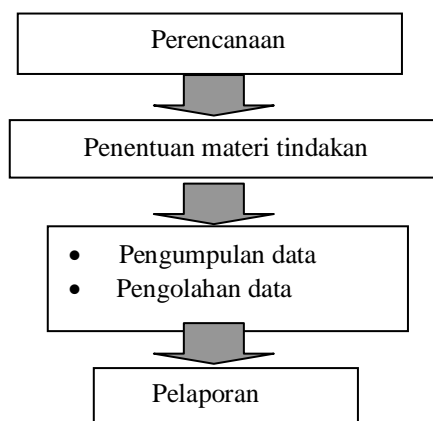 Perencanaan
Penentuan materi tindakan
• Pengumpulan data
• Pengolahan data
Pelaporan